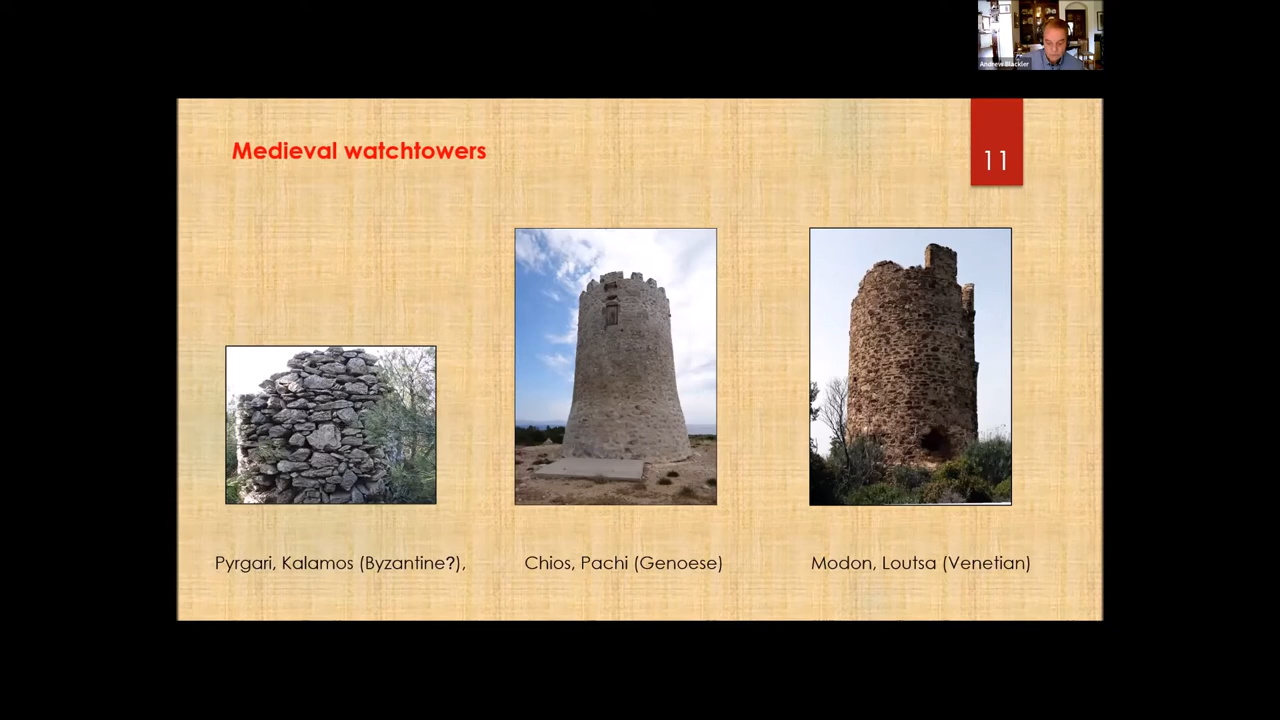 Andrew Blackler
Medieval watchtowers
11
Pyrgari, Kalamos (Byzantine?),
Chios, Pachi (Genoese)
Modon, Loutsa (Venetian)